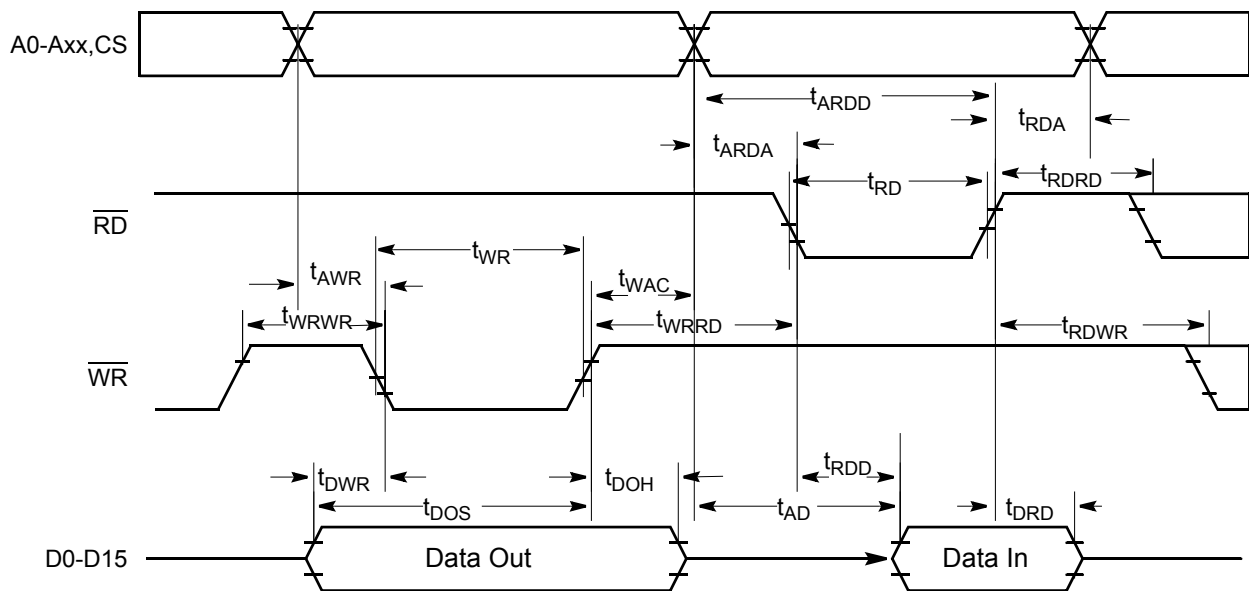 A0-Axx,CS
tARDD
tRDA
tARDA
tRD
tRDRD
RD
tWR
tAWR
tWAC
tWRWR
tWRRD
tRDWR
WR
tRDD
tDWR
tDOH
tDOS
tAD
tDRD
D0-D15
Data Out
Data In